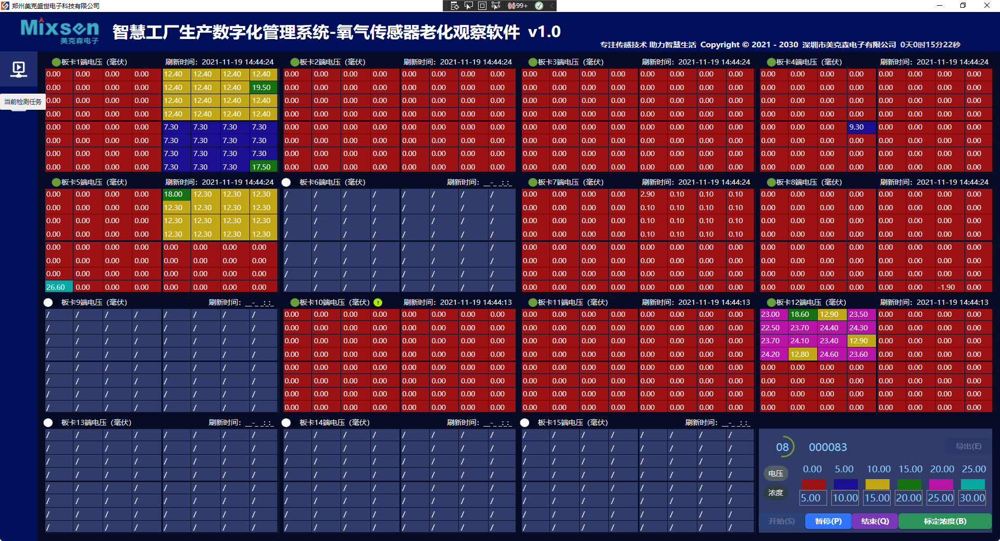 郑州美克盛世电子科技有限公司
99+
Mixsen
美克森电子
智慧工厂生产数字化管理系统-氧气传感器老化观察软件 v1.0
专注传感技术 助力智慧生活 Copyright © 2021 - 2030 深圳市美克森电子有限公司 0天0时15分22秒
当前检测任务
板卡1端电压（毫伏） 刷新时间：2021-11-19 14:44:24
0.00 0.00 0.00 0.00 12.40 12.40 12.40 12.40
0.00 0.00 0.00 0.00 12.40 12.40 12.40 19.50
0.00 0.00 0.00 0.00 12.40 12.40 12.40 12.40
0.00 0.00 0.00 0.00 12.40 12.40 12.40 12.40
0.00 0.00 0.00 0.00 7.30 7.30 7.30 7.30
0.00 0.00 0.00 0.00 7.30 7.30 7.30 7.30
0.00 0.00 0.00 0.00 7.30 7.30 7.30 7.30
0.00 0.00 0.00 0.00 7.30 7.30 7.30 17.50
板卡2端电压（毫伏） 刷新时间：2021-11-19 14:44:24
0.00 0.00 0.00 0.00 0.00 0.00 0.00 0.00
0.00 0.00 0.00 0.00 0.00 0.00 0.00 0.00
0.00 0.00 0.00 0.00 0.00 0.00 0.00 0.00
0.00 0.00 0.00 0.00 0.00 0.00 0.00 0.00
0.00 0.00 0.00 0.00 0.00 0.00 0.00 0.00
0.00 0.00 0.00 0.00 0.00 0.00 0.00 0.00
0.00 0.00 0.00 0.00 0.00 0.00 0.00 0.00
0.00 0.00 0.00 0.00 0.00 0.00 0.00 0.00
板卡3端电压（毫伏） 刷新时间：2021-11-19 14:44:24
0.00 0.00 0.00 0.00 0.00 0.00 0.00 0.00
0.00 0.00 0.00 0.00 0.00 0.00 0.00 0.00
0.00 0.00 0.00 0.00 0.00 0.00 0.00 0.00
0.00 0.00 0.00 0.00 0.00 0.00 0.00 0.00
0.00 0.00 0.00 0.00 0.00 0.00 0.00 0.00
0.00 0.00 0.00 0.00 0.00 0.00 0.00 0.00
0.00 0.00 0.00 0.00 0.00 0.00 0.00 0.00
0.00 0.00 0.00 0.00 0.00 0.00 0.00 0.00
板卡4端电压（毫伏） 刷新时间：2021-11-19 14:44:24
0.00 0.00 0.00 0.00 0.00 0.00 0.00 0.00
0.00 0.00 0.00 0.00 0.00 0.00 0.00 0.00
0.00 0.00 0.00 0.00 0.00 0.00 0.00 0.00
0.00 0.00 0.00 0.00 0.00 0.00 0.00 0.00
0.00 0.00 0.00 9.30 0.00 0.00 0.00 0.00
0.00 0.00 0.00 0.00 0.00 0.00 0.00 0.00
0.00 0.00 0.00 0.00 0.00 0.00 0.00 0.00
0.00 0.00 0.00 0.00 0.00 0.00 0.00 0.00
板卡5端电压（毫伏） 刷新时间：2021-11-19 14:44:24
0.00 0.00 0.00 0.00 18.00 12.30 12.30 12.30
0.00 0.00 0.00 0.00 12.30 12.30 12.30 12.30
0.00 0.00 0.00 0.00 12.30 12.30 12.30 12.30
0.00 0.00 0.00 0.00 12.30 12.30 12.30 12.30
0.00 0.00 0.00 0.00 0.00 0.00 0.00 0.00
0.00 0.00 0.00 0.00 0.00 0.00 0.00 0.00
0.00 0.00 0.00 0.00 0.00 0.00 0.00 0.00
26.60 0.00 0.00 0.00 0.00 0.00 0.00 0.00
板卡6端电压（毫伏） 刷新时间：__-_ _:_:_
/ / / / / / / /
/ / / / / / / /
/ / / / / / / /
/ / / / / / / /
/ / / / / / / /
/ / / / / / / /
/ / / / / / / /
/ / / / / / / /
板卡7端电压（毫伏） 刷新时间：2021-11-19 14:44:24
0.00 0.00 0.00 0.00 2.90 0.10 0.10 0.10
0.00 0.00 0.00 0.00 0.10 0.10 0.10 0.10
0.00 0.00 0.00 0.00 0.10 0.10 0.10 0.10
0.00 0.00 0.00 0.00 0.10 0.10 0.10 0.10
0.00 0.00 0.00 0.00 0.00 0.00 0.00 0.00
0.00 0.00 0.00 0.00 0.00 0.00 0.00 0.00
0.00 0.00 0.00 0.00 0.00 0.00 0.00 0.00
0.00 0.00 0.00 0.00 0.00 0.00 0.00 0.00
板卡8端电压（毫伏） 刷新时间：2021-11-19 14:44:24
0.00 0.00 0.00 0.00 0.00 0.00 0.00 0.00
0.00 0.00 0.00 0.00 0.00 0.00 0.00 0.00
0.00 0.00 0.00 0.00 0.00 0.00 0.00 0.00
0.00 0.00 0.00 0.00 0.00 0.00 0.00 0.00
0.00 0.00 0.00 0.00 0.00 0.00 0.00 0.00
0.00 0.00 0.00 0.00 0.00 0.00 0.00 0.00
0.00 0.00 0.00 0.00 0.00 0.00 0.00 0.00
0.00 0.00 0.00 0.00 0.00 0.00 -1.90 0.00
板卡9端电压（毫伏） 刷新时间：__-_ _:_:_
/ / / / / / / /
/ / / / / / / /
/ / / / / / / /
/ / / / / / / /
/ / / / / / / /
/ / / / / / / /
/ / / / / / / /
/ / / / / / / /
板卡10端电压（毫伏） ! 刷新时间：2021-11-19 14:44:13
0.00 0.00 0.00 0.00 0.00 0.00 0.00 0.00
0.00 0.00 0.00 0.00 0.00 0.00 0.00 0.00
0.00 0.00 0.00 0.00 0.00 0.00 0.00 0.00
0.00 0.00 0.00 0.00 0.00 0.00 0.00 0.00
0.00 0.00 0.00 0.00 0.00 0.00 0.00 0.00
0.00 0.00 0.00 0.00 0.00 0.00 0.00 0.00
0.00 0.00 0.00 0.00 0.00 0.00 0.00 0.00
0.00 0.00 0.00 0.00 0.00 0.00 0.00 0.00
板卡11端电压（毫伏） 刷新时间：2021-11-19 14:44:13
0.00 0.00 0.00 0.00 0.00 0.00 0.00 0.00
0.00 0.00 0.00 0.00 0.00 0.00 0.00 0.00
0.00 0.00 0.00 0.00 0.00 0.00 0.00 0.00
0.00 0.00 0.00 0.00 0.00 0.00 0.00 0.00
0.00 0.00 0.00 0.00 0.00 0.00 0.00 0.00
0.00 0.00 0.00 0.00 0.00 0.00 0.00 0.00
0.00 0.00 0.00 0.00 0.00 0.00 0.00 0.00
0.00 0.00 0.00 0.00 0.00 0.00 0.00 0.00
板卡12端电压（毫伏） 刷新时间：2021-11-19 14:44:13
23.00 18.60 12.90 23.50 0.00 0.00 0.00 0.00
22.50 23.70 24.40 24.30 0.00 0.00 0.00 0.00
23.70 24.10 23.40 12.90 0.00 0.00 0.00 0.00
24.20 12.80 24.60 23.60 0.00 0.00 0.00 0.00
0.00 0.00 0.00 0.00 0.00 0.00 0.00 0.00
0.00 0.00 0.00 0.00 0.00 0.00 0.00 0.00
0.00 0.00 0.00 0.00 0.00 0.00 0.00 0.00
0.00 0.00 0.00 0.00 0.00 0.00 0.00 0.00
板卡13端电压（毫伏） 刷新时间：__-_ _:_:_
/ / / / / / / /
/ / / / / / / /
/ / / / / / / /
/ / / / / / / /
/ / / / / / / /
/ / / / / / / /
/ / / / / / / /
/ / / / / / / /
板卡14端电压（毫伏） 刷新时间：__-_ _:_:_
/ / / / / / / /
/ / / / / / / /
/ / / / / / / /
/ / / / / / / /
/ / / / / / / /
/ / / / / / / /
/ / / / / / / /
/ / / / / / / /
板卡15端电压（毫伏） 刷新时间：__-_ _:_:_
/ / / / / / / /
/ / / / / / / /
/ / / / / / / /
/ / / / / / / /
/ / / / / / / /
/ / / / / / / /
/ / / / / / / /
/ / / / / / / /
08 000083 导出(E)
电压 0.00 5.00 10.00 15.00 20.00 25.00
浓度 5.00 10.00 15.00 20.00 25.00 30.00
开始(S) 暂停(P) 结束(Q) 标定浓度(B)